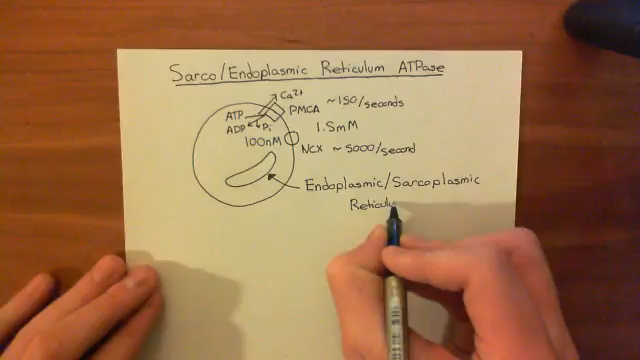 Sarco/Endoplasmic Reticulum ATPase
Ca2+
ATP
PMCA ~150/seconds
ADP Pi
1.5mM
100nM
NCX ~ 5000/second
Endoplasmic/Sarcoplasmic
Reticulu